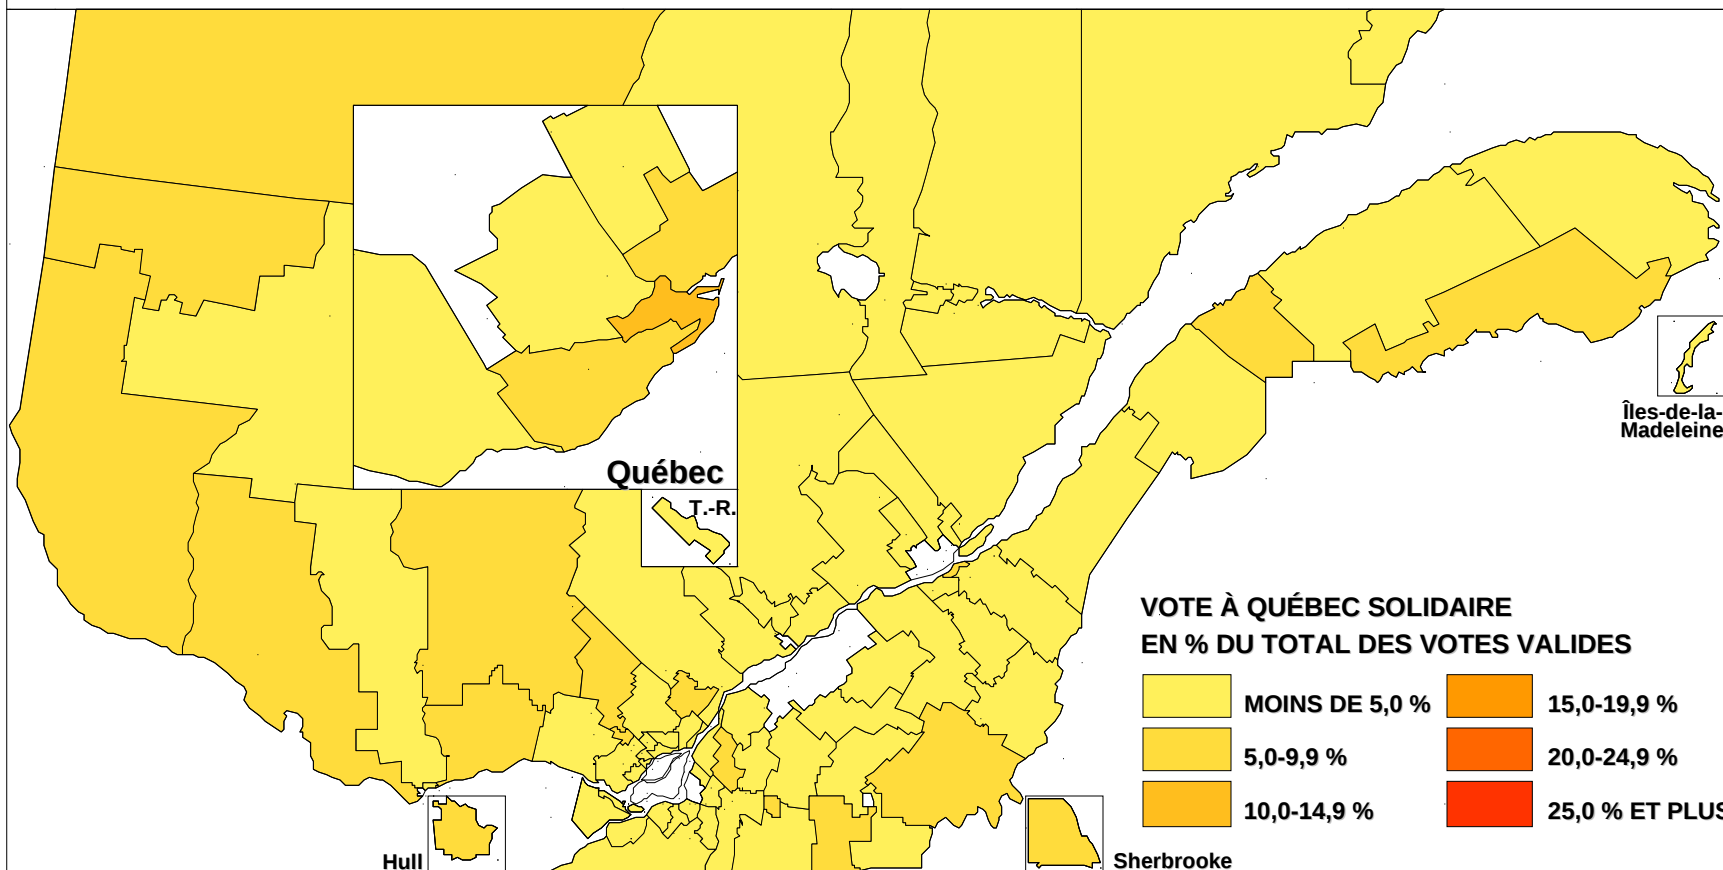 Québec
T.-R.
Îles-de-la-
Madeleine
VOTE À QUÉBEC SOLIDAIRE
EN % DU TOTAL DES VOTES VALIDES
MOINS DE 5,0 %
15,0-19,9 %
5,0-9,9 %
20,0-24,9 %
10,0-14,9 %
25,0 % ET PLUS
Hull
Sherbrooke